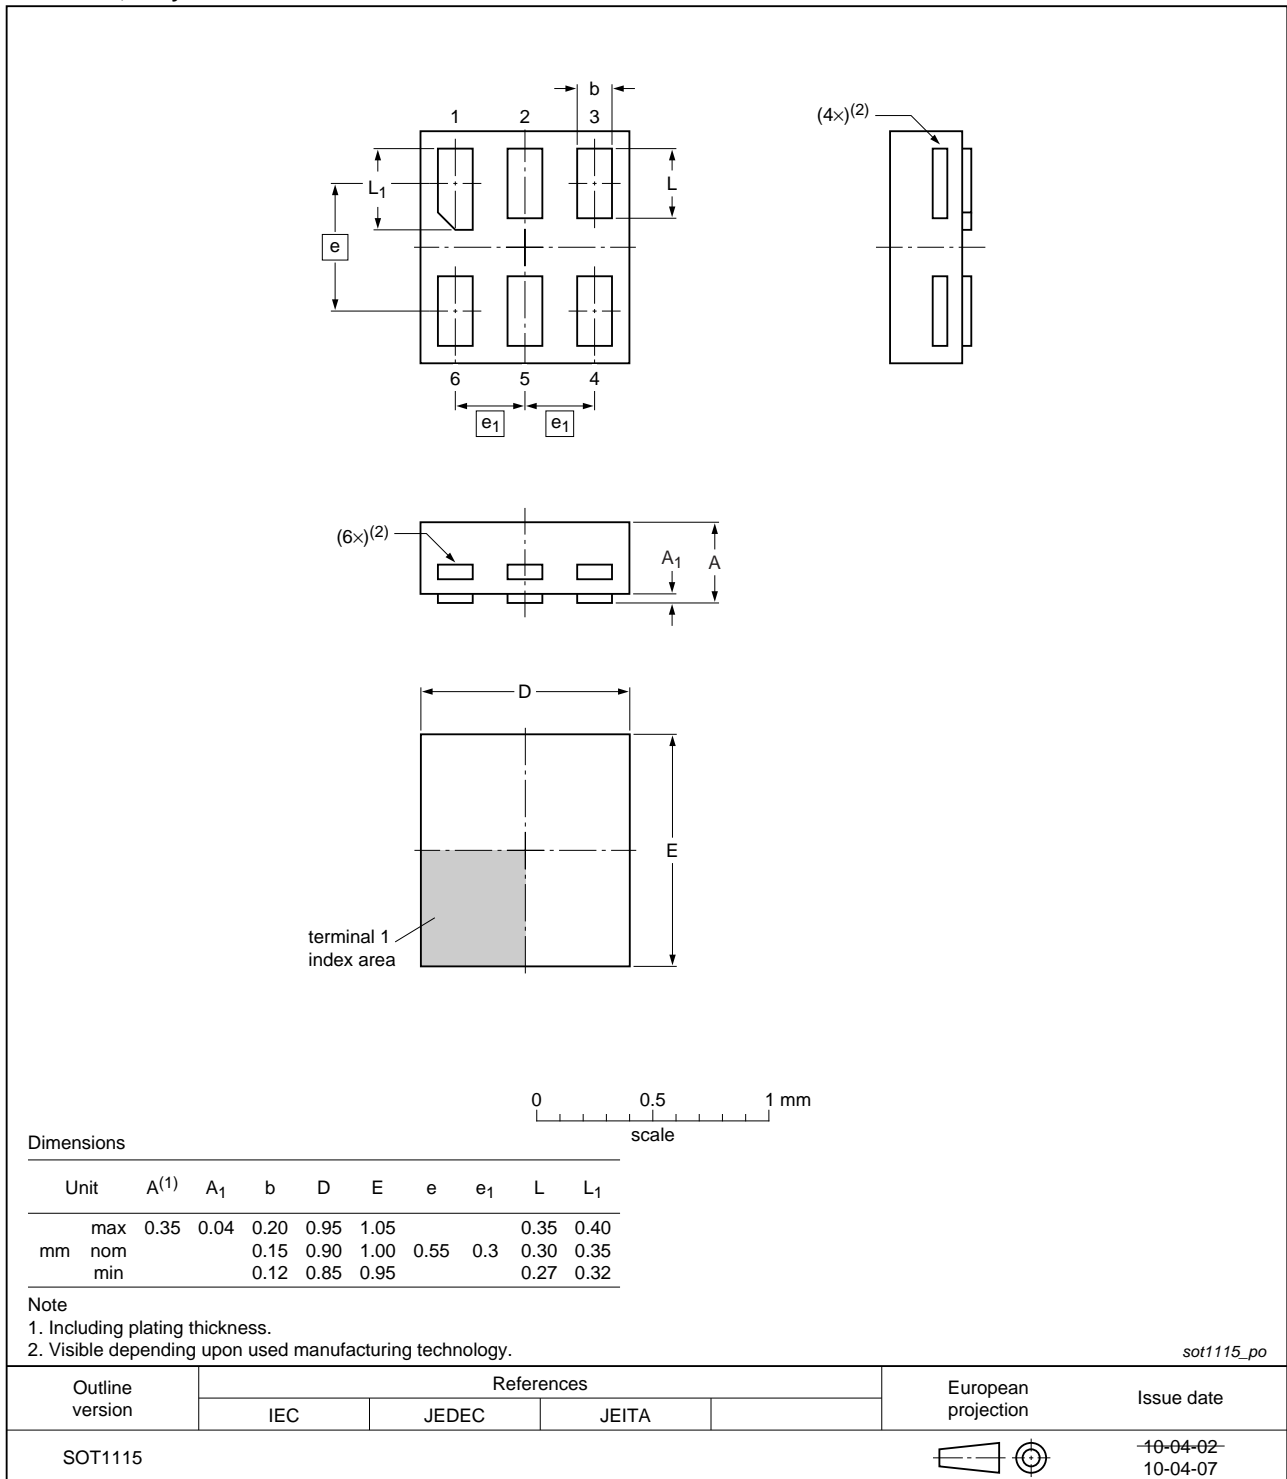 b
1 2 3
(4×)(2)
L1
L
e
6 5 4
e1 e1
(6×)(2)
A1 A
D
E
terminal 1
index area
0 0.5 1 mm
scale
Dimensions
Unit A(1) A1 b D E e e1 L L1
max 0.35 0.04 0.20 0.95 1.05 0.35 0.40
mm nom 0.15 0.90 1.00 0.55 0.3 0.30 0.35
min 0.12 0.85 0.95 0.27 0.32
Note
1. Including plating thickness.
2. Visible depending upon used manufacturing technology.
sot1115_po
Outline version
References
IEC JEDEC JEITA
European projection
Issue date
SOT1115
10-04-02
10-04-07